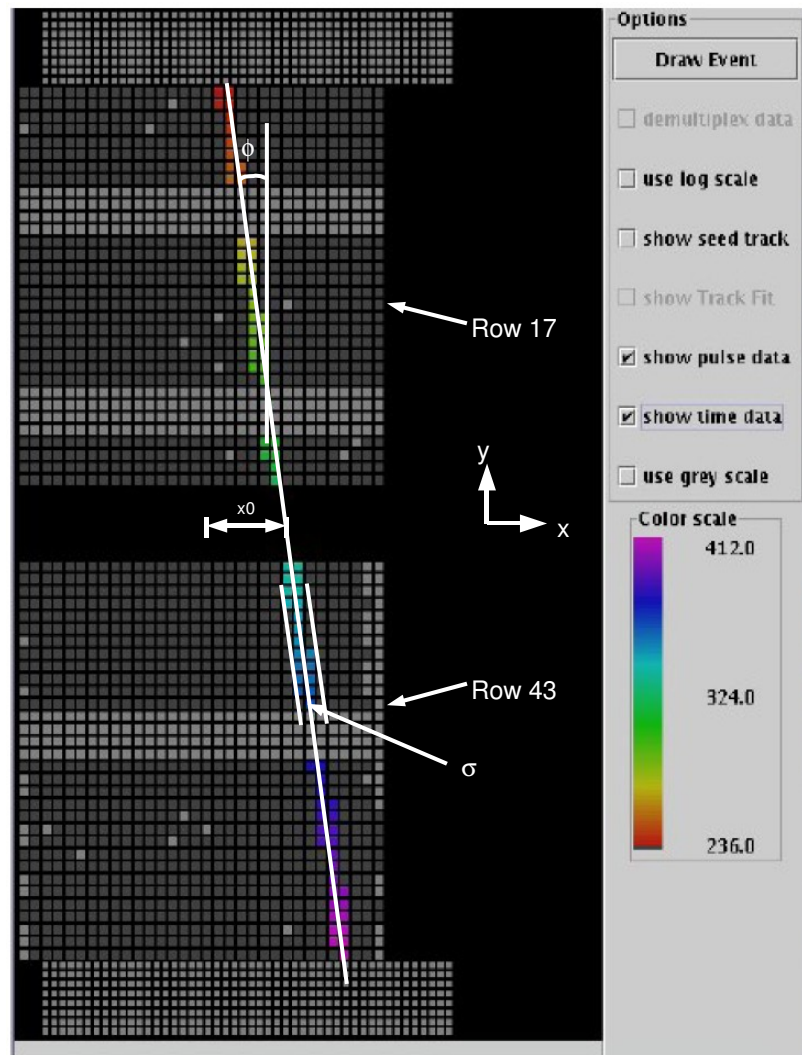 Options
Draw Event
demultiplex data
use log scale
show seed track
show Track Fit
show pulse data
show time data
use grey scale
Color scale
412.0
324.0
236.0
ϕ
Row 17
y
x
x0
Row 43
σ